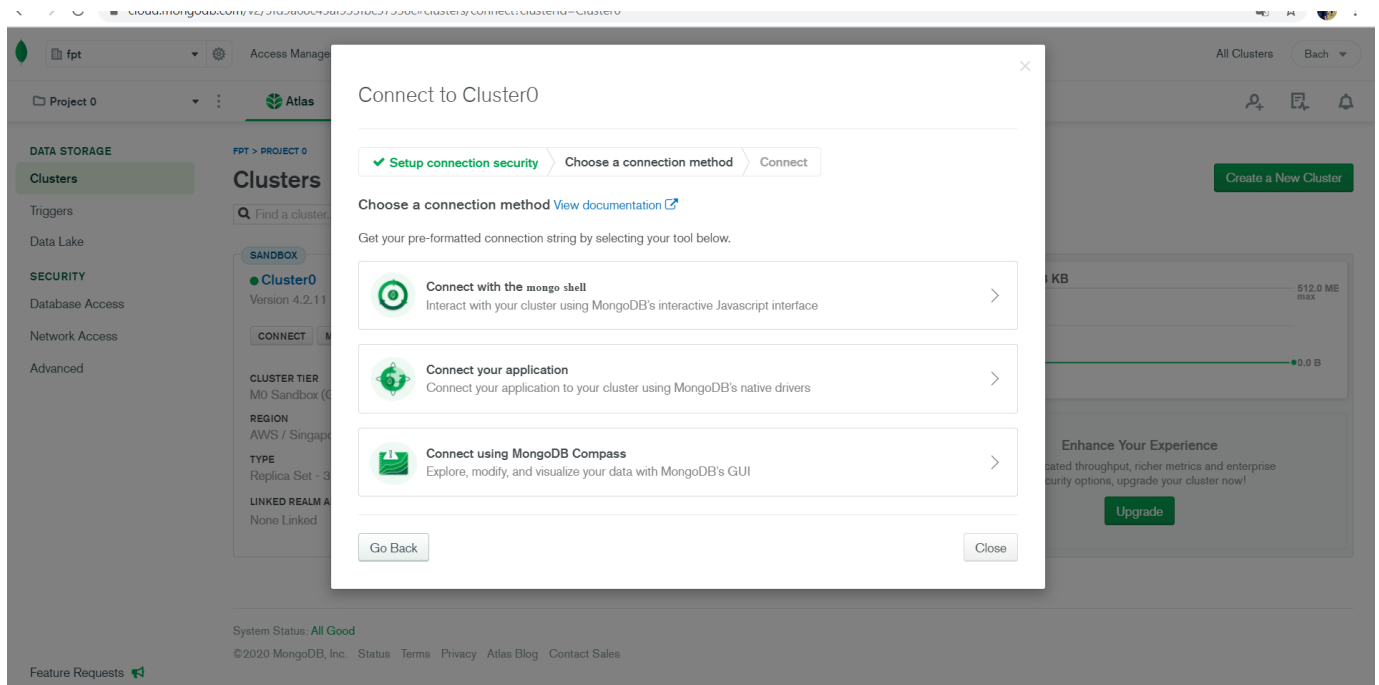 fpt
Access Manage
All Clusters
Bach
Project 0
Atlas
DATA STORAGE
Clusters
Triggers
Data Lake
SECURITY
Database Access
Network Access
Advanced
Feature Requests
FPT > PROJECT 0
Clusters
Create a New Cluster
Find a cluster..
SANDBOX
Cluster0
Version 4.2.11
CONNECT
CLUSTER TIER
M0 Sandbox (G
REGION
AWS / Singapo
TYPE
Replica Set - 3
LINKED REALM A
None Linked
Connect to Cluster0
Setup connection security
Choose a connection method
Connect
Choose a connection method View documentation
Get your pre-formatted connection string by selecting your tool below.
Connect with the mongo shell
Interact with your cluster using MongoDB's interactive Javascript interface
Connect your application
Connect your application to your cluster using MongoDB's native drivers
Connect using MongoDB Compass
Explore, modify, and visualize your data with MongoDB's GUI
Go Back
Close
KB
512.0 MB
max
0.0 B
Enhance Your Experience
cated throughput, richer metrics and enterprise
curity options, upgrade your cluster now!
Upgrade
System Status: All Good
©2020 MongoDB, Inc. Status Terms Privacy Atlas Blog Contact Sales